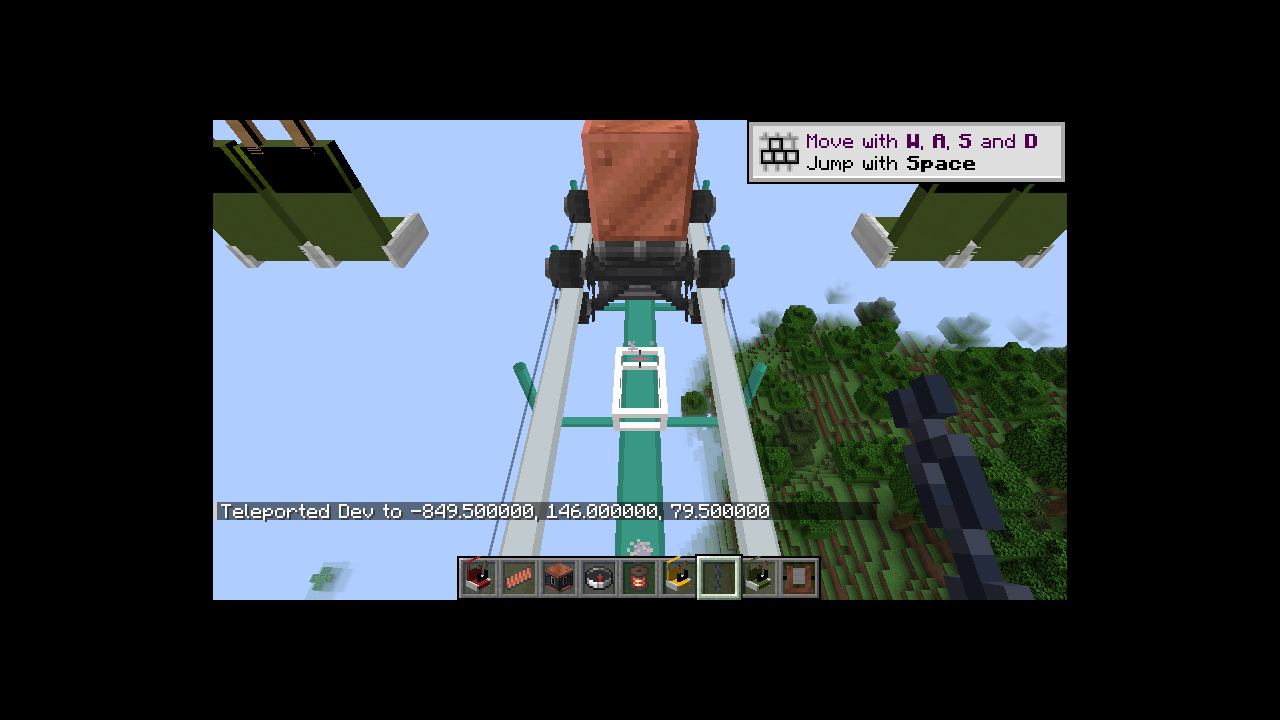 Move with W, A, S and D
Jump with Space
Teleported Dev to -849.500000, 146.000000, 79.500000